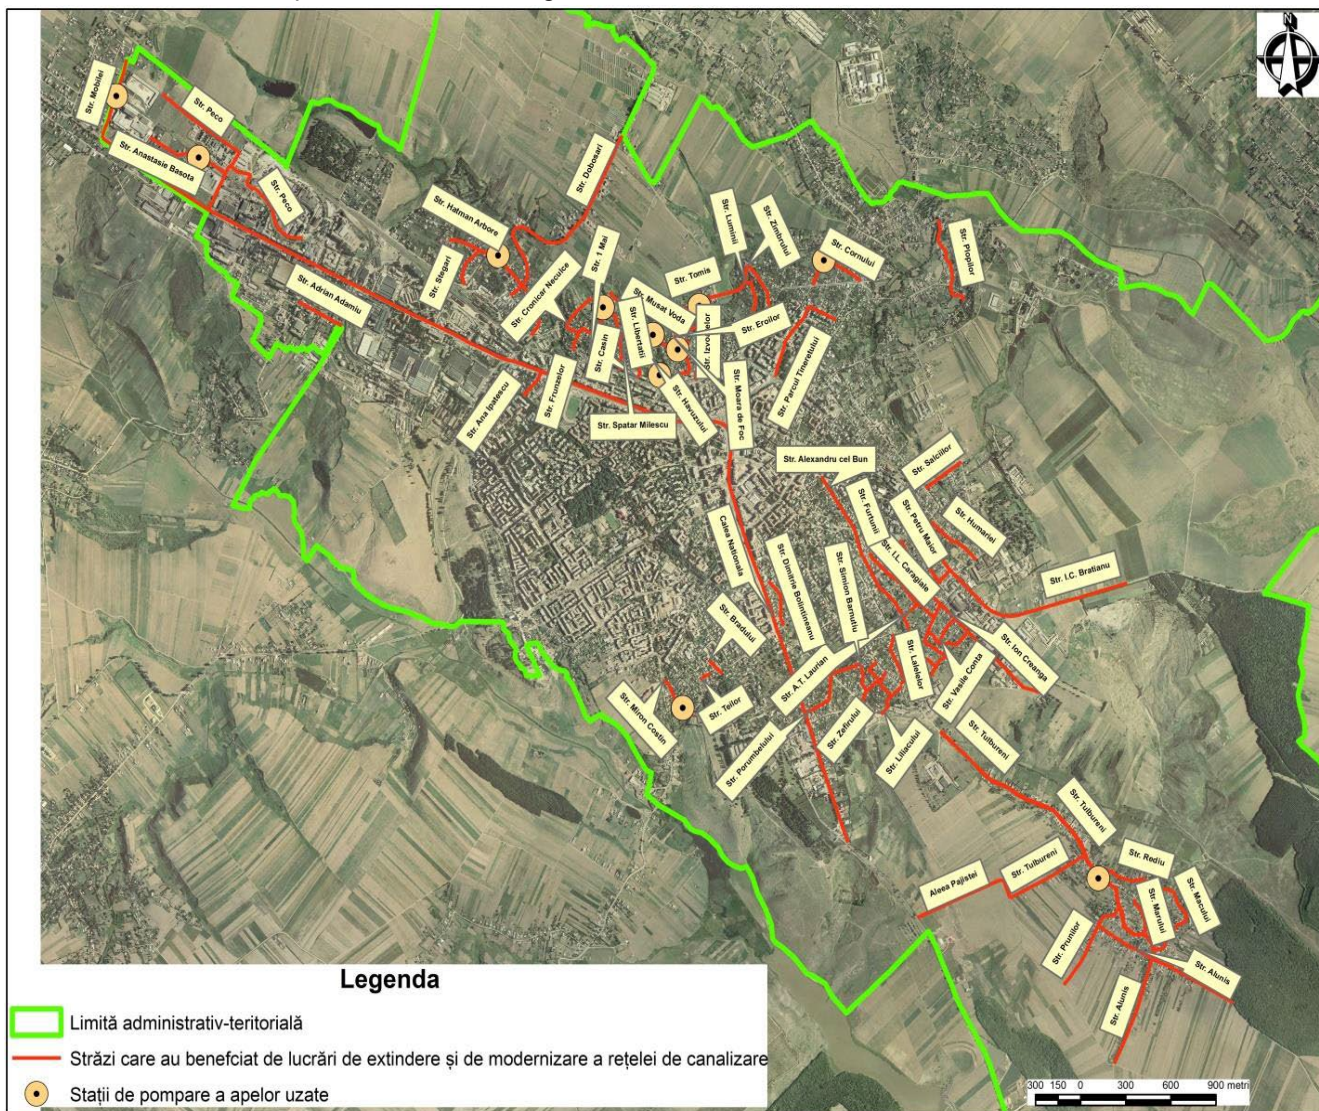 N
Str. Mobilei
Str. Peco
Str. Anastasie Basota
Str. Peco
Str. Dobosari
Str. Hatman Arbore
Str. Stegari
Str. Adrian Adamiu
Str. Cronicar Neculce
Str. 1 Mai
Str. Luminii
Str. Zimbrului
Str. Tomis
Str. Cornului
Str. Plopilor
Str. Musat Voda
Str. Libertatii
Str. Casin
Str. Eroilor
Str. Frunzelor
Str. Ana Ipatescu
Str. Spatar Milescu
Str. Havuzului
Str. Moara de Foc
Str. Parcul Tineretului
Str. Alexandru cel Bun
Str. Salciilor
Str. Furtunii
Str. Petru Maior
Str. Humariei
Str. I.L. Caragiale
Str. I.C. Bratianu
Calea Nationala
Str. Dimitrie Bolintineanu
Str. Simion Barnutiu
Str. Bradului
Str. Teilor
Str. Miron Costin
Str. A.T. Laurian
Str. Lalelelor
Str. Vasile Conta
Str. Ion Creanga
Str. Porumbelului
Str. Zefirului
Str. Liliacului
Str. Tulbureni
Str. Tulbureni
Str. Tulbureni
Aleea Pajistei
Str. Rediu
Str. Marului
Str. Macului
Str. Prunilor
Str. Alunis
Str. Alunis
Legenda
Limită administrativ-teritorială
Străzi care au benefciat de lucrări de extindere și de modernizare a rețelei de canalizare
Stații de pompare a apelor uzate
300 150 0 300 600 900 metri